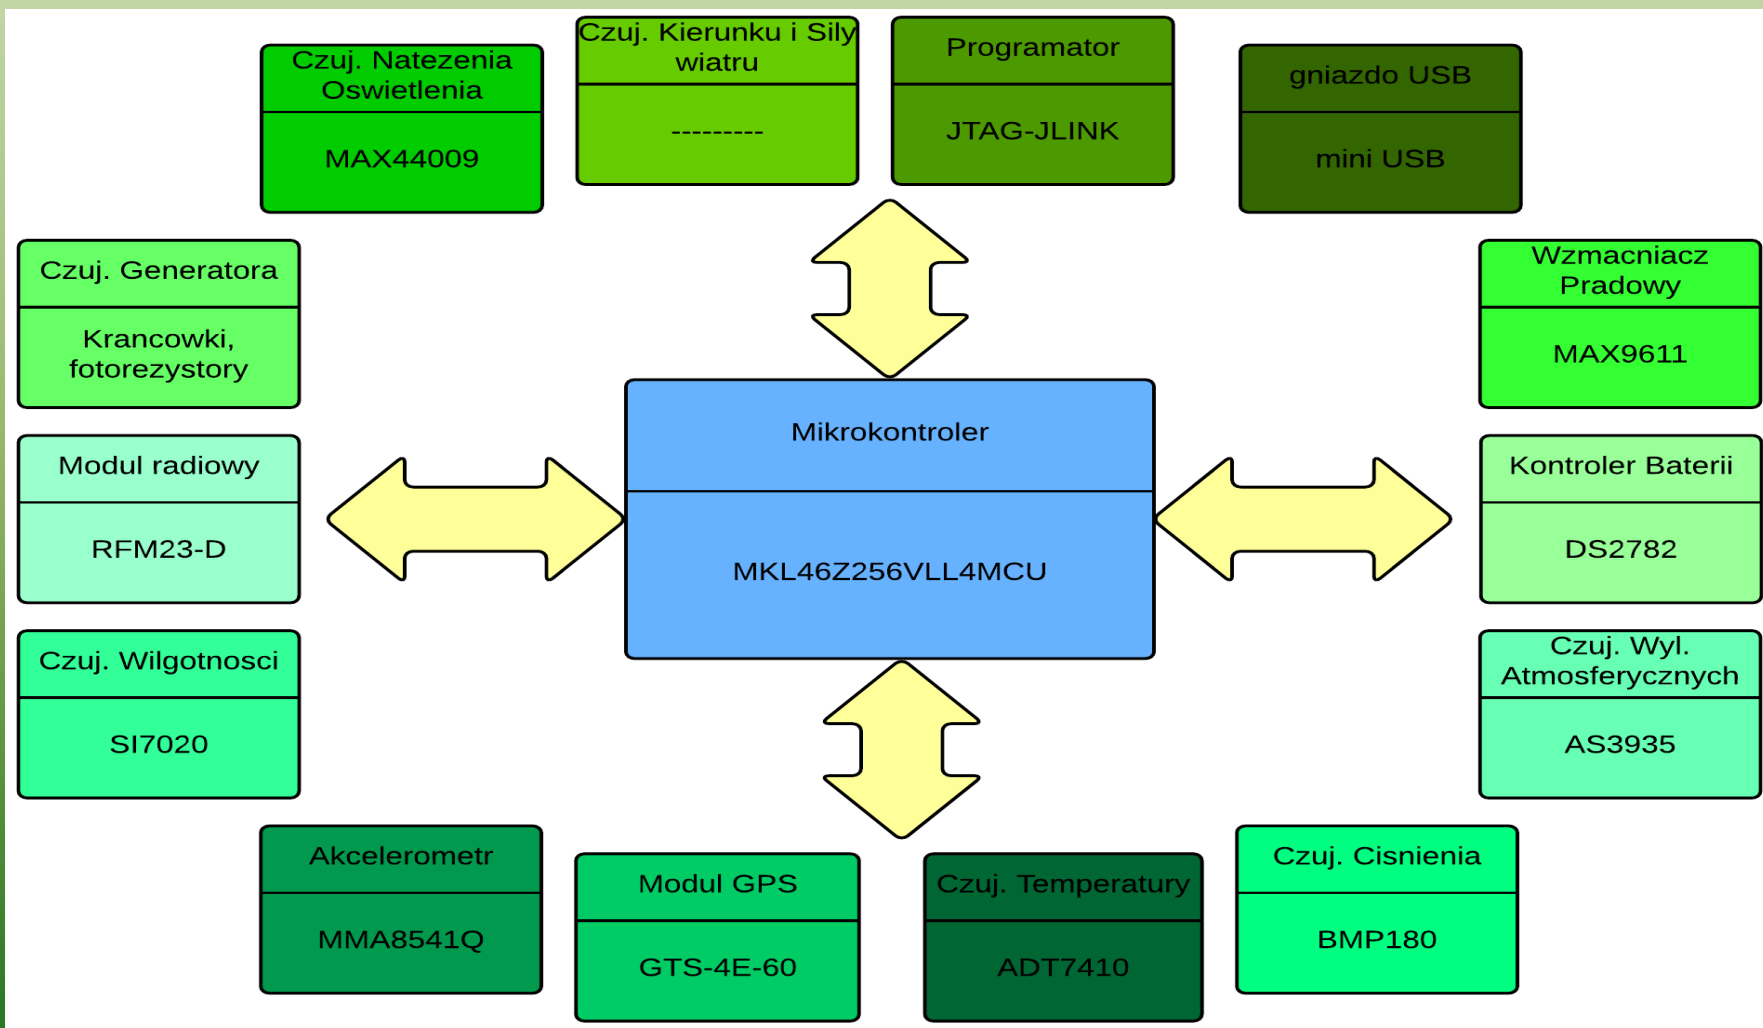 Czuj. Natezenia
Oswietlenia
MAX44009
Czuj. Kierunku i Sily
wiatru
---------
Programator
JTAG-JLINK
gniazdo USB
mini USB
Czuj. Generatora
Krancowki,
fotorezystory
Wzmacniacz
Pradowy
MAX9611
Modul radiowy
RFM23-D
Mikrokontroler
MKL46Z256VLL4MCU
Kontroler Baterii
DS2782
Czuj. Wilgotnosci
SI7020
Czuj. Wyl.
Atmosferycznych
AS3935
Akcelerometr
MMA8541Q
Modul GPS
GTS-4E-60
Czuj. Temperatury
ADT7410
Czuj. Cisnienia
BMP180